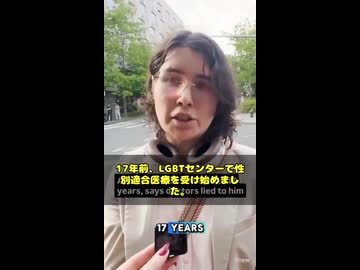 17年前、LGBTセンターで性
別適合医療を受け始めまし
た。
years, says doctors lied to him
17 YEARS
Vrew